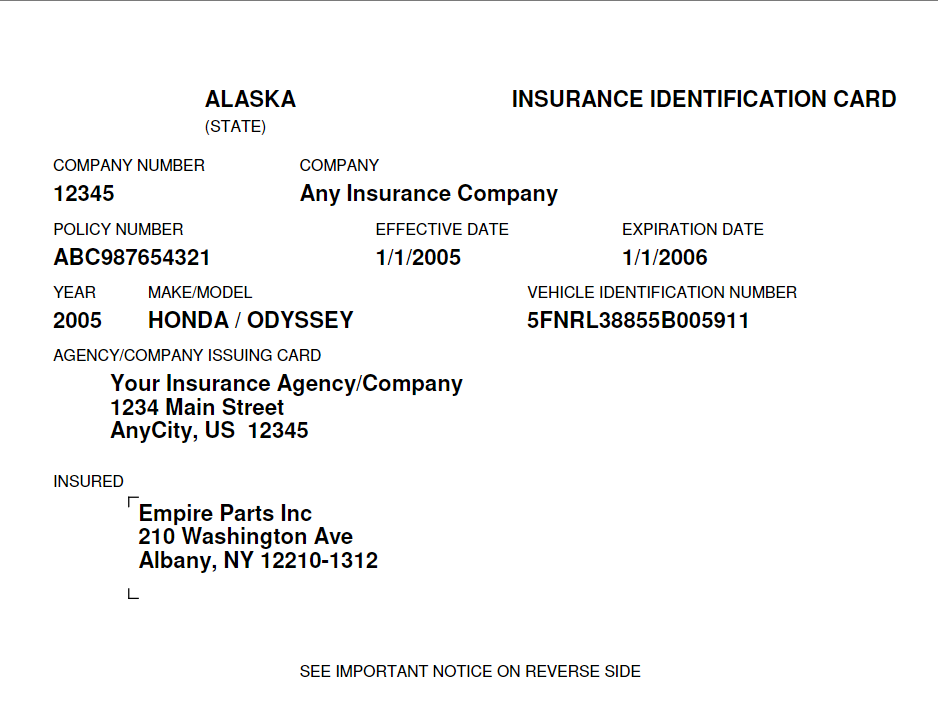 ALASKA INSURANCE IDENTIFICATION CARD
(STATE)
COMPANY NUMBER COMPANY
12345 Any Insurance Company
POLICY NUMBER EFFECTIVE DATE EXPIRATION DATE
ABC987654321 1/1/2005 1/1/2006
YEAR MAKE/MODEL VEHICLE IDENTIFICATION NUMBER
2005 HONDA / ODYSSEY 5FNRL38855B005911
AGENCY/COMPANY ISSUING CARD
Your Insurance Agency/Company
1234 Main Street
AnyCity, US 12345
INSURED
Empire Parts Inc
210 Washington Ave
Albany, NY 12210-1312
SEE IMPORTANT NOTICE ON REVERSE SIDE